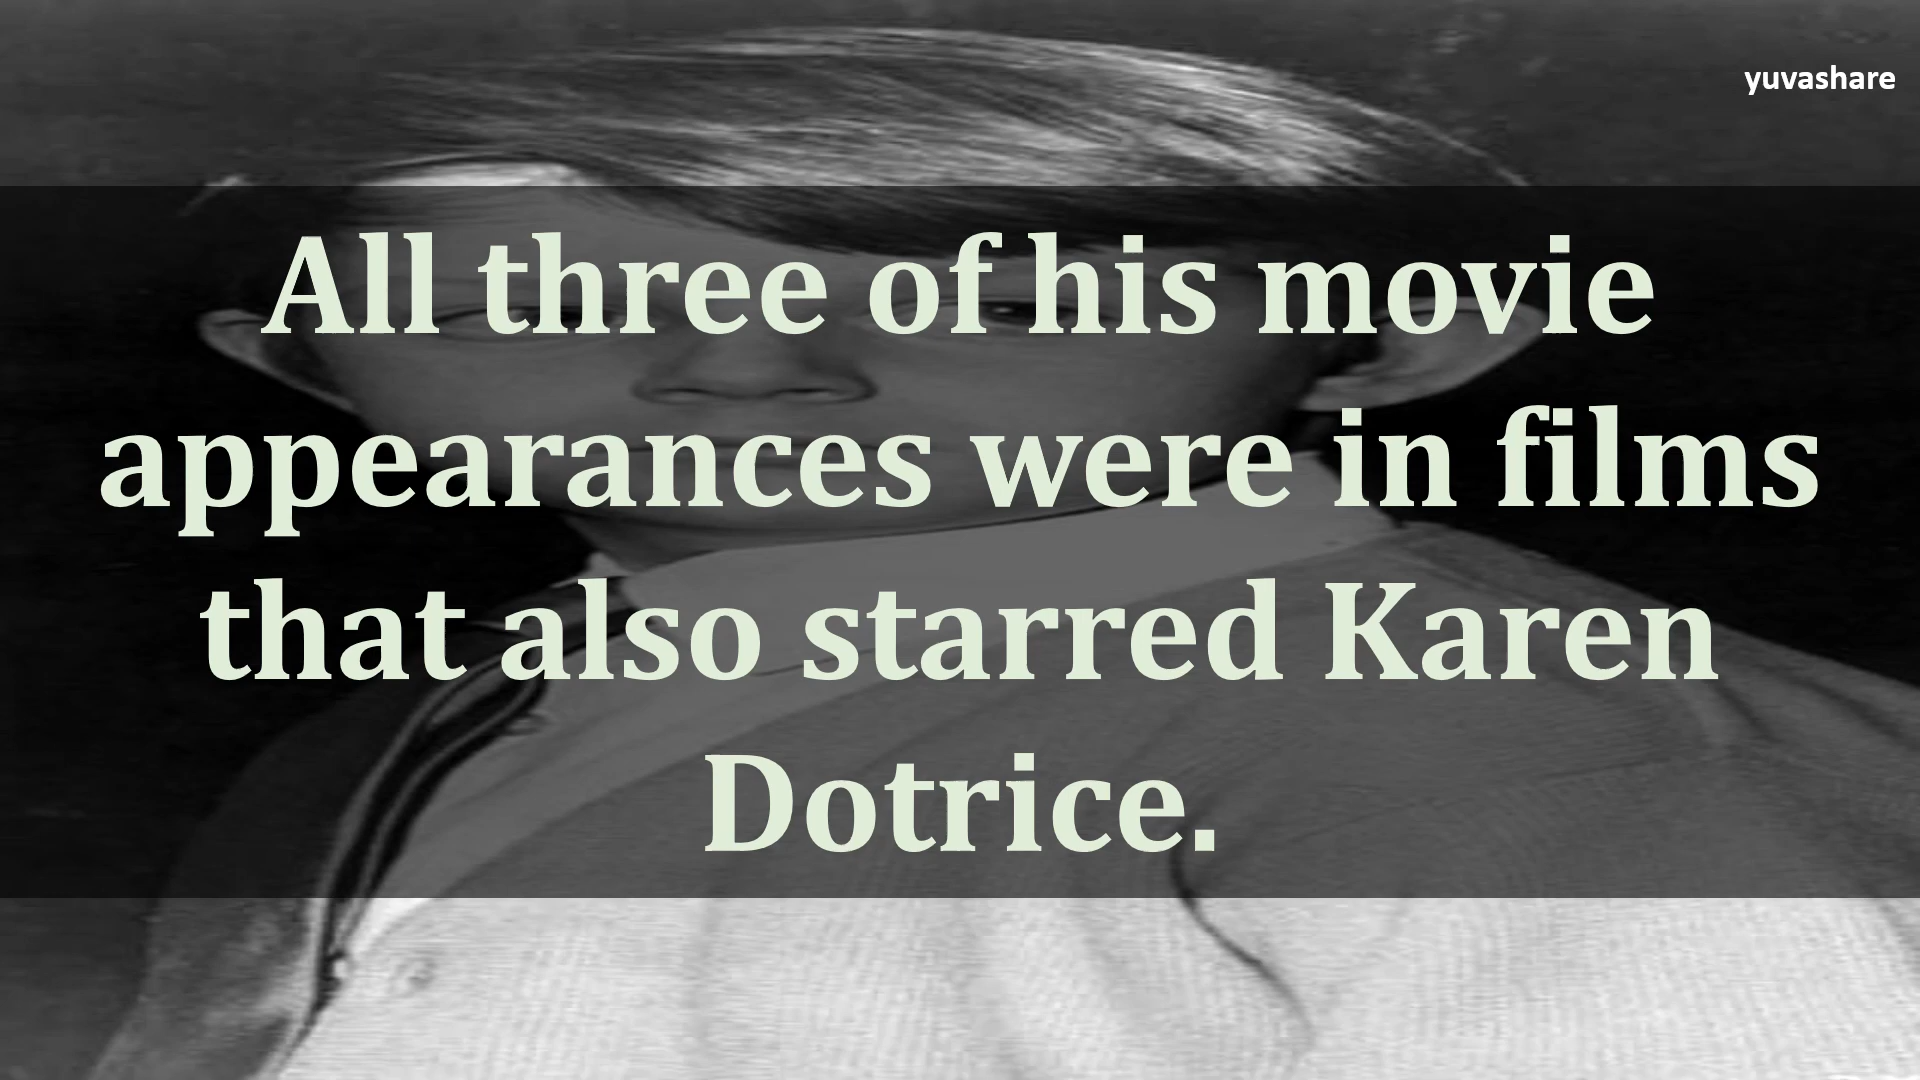 yuvashare
All three of his movie
appearances were in films
that also starred Karen
Dotrice.